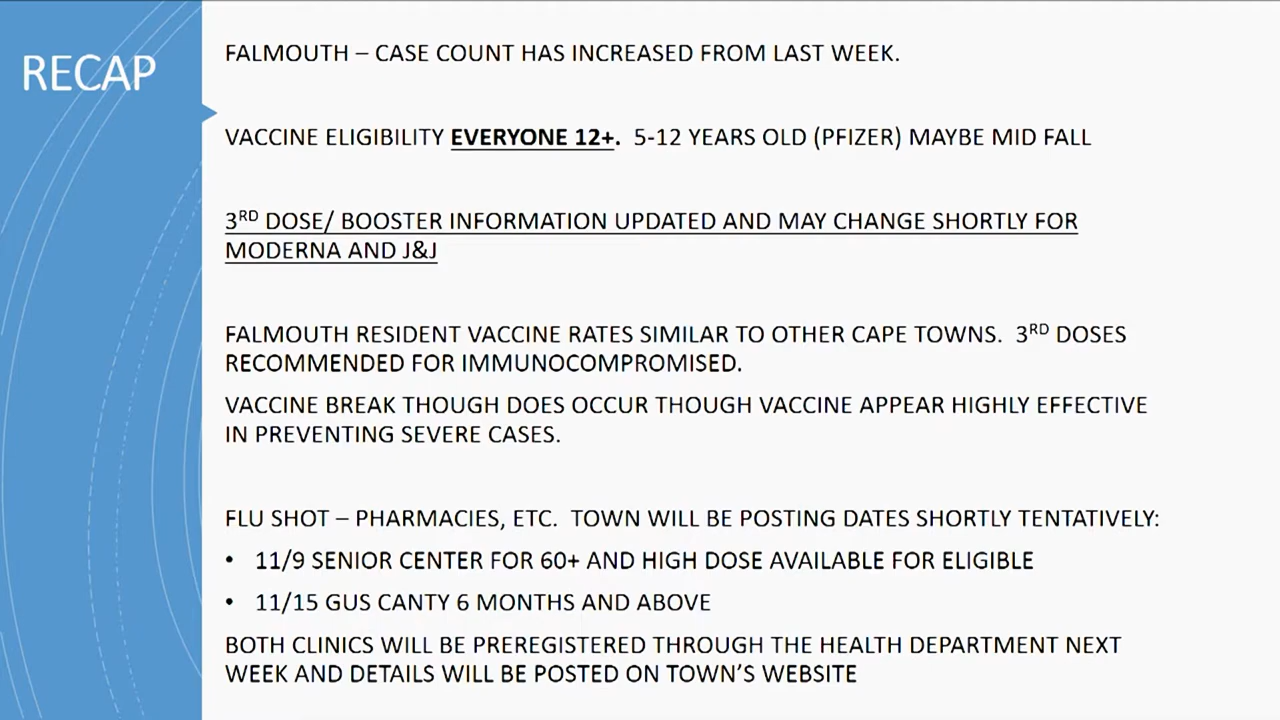 RECAP
FALMOUTH – CASE COUNT HAS INCREASED FROM LAST WEEK.
VACCINE ELIGIBILITY EVERYONE 12+. 5-12 YEARS OLD (PFIZER) MAYBE MID FALL
3RD DOSE/ BOOSTER INFORMATION UPDATED AND MAY CHANGE SHORTLY FOR
MODERNA AND J&J
FALMOUTH RESIDENT VACCINE RATES SIMILAR TO OTHER CAPE TOWNS. 3RD DOSES
RECOMMENDED FOR IMMUNOCOMPROMISED.
VACCINE BREAK THOUGH DOES OCCUR THOUGH VACCINE APPEAR HIGHLY EFFECTIVE
IN PREVENTING SEVERE CASES.
FLU SHOT – PHARMACIES, ETC. TOWN WILL BE POSTING DATES SHORTLY TENTATIVELY:
• 11/9 SENIOR CENTER FOR 60+ AND HIGH DOSE AVAILABLE FOR ELIGIBLE
• 11/15 GUS CANTY 6 MONTHS AND ABOVE
BOTH CLINICS WILL BE PREREGISTERED THROUGH THE HEALTH DEPARTMENT NEXT
WEEK AND DETAILS WILL BE POSTED ON TOWN'S WEBSITE